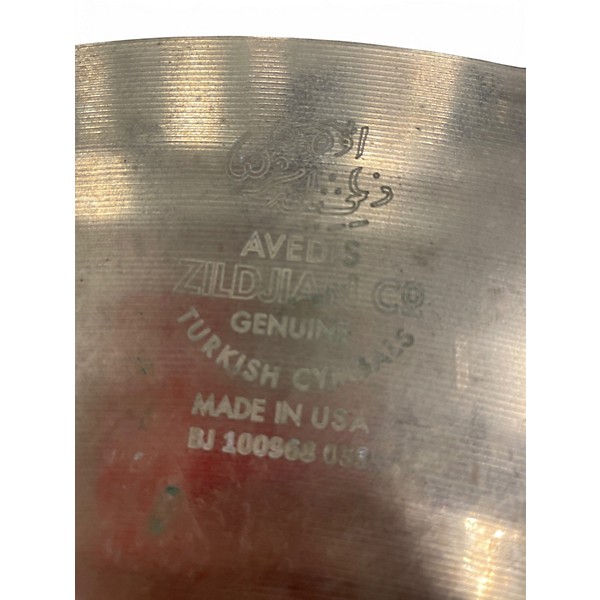 AVEDIS
ZILDJIAN CO
GENUINE
TURKISH CYMBALS
MADE IN USA
BJ 100968